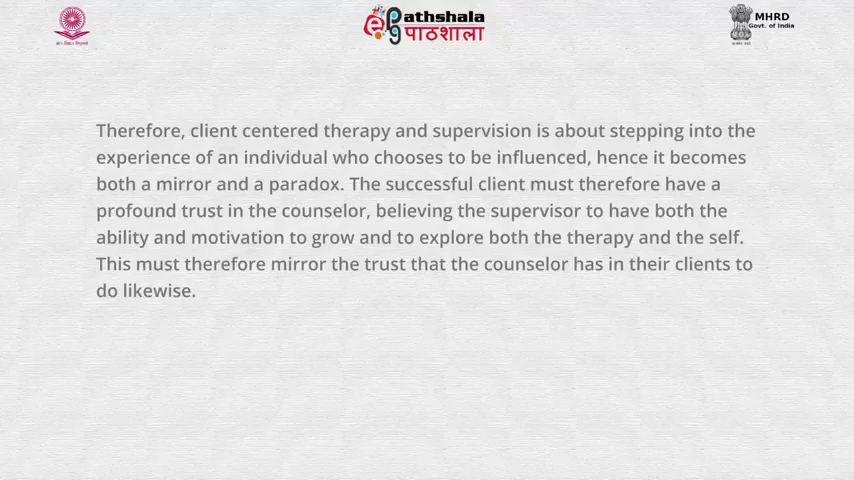 Pathshala
पाठशाला
MHRD
Govt. of India
Therefore, client centered therapy and supervision is about stepping into the
experience of an individual who chooses to be influenced, hence it becomes
both a mirror and a paradox. The successful client must therefore have a
profound trust in the counselor, believing the supervisor to have both the
ability and motivation to grow and to explore both the therapy and the self.
This must therefore mirror the trust that the counselor has in their clients to
do likewise.